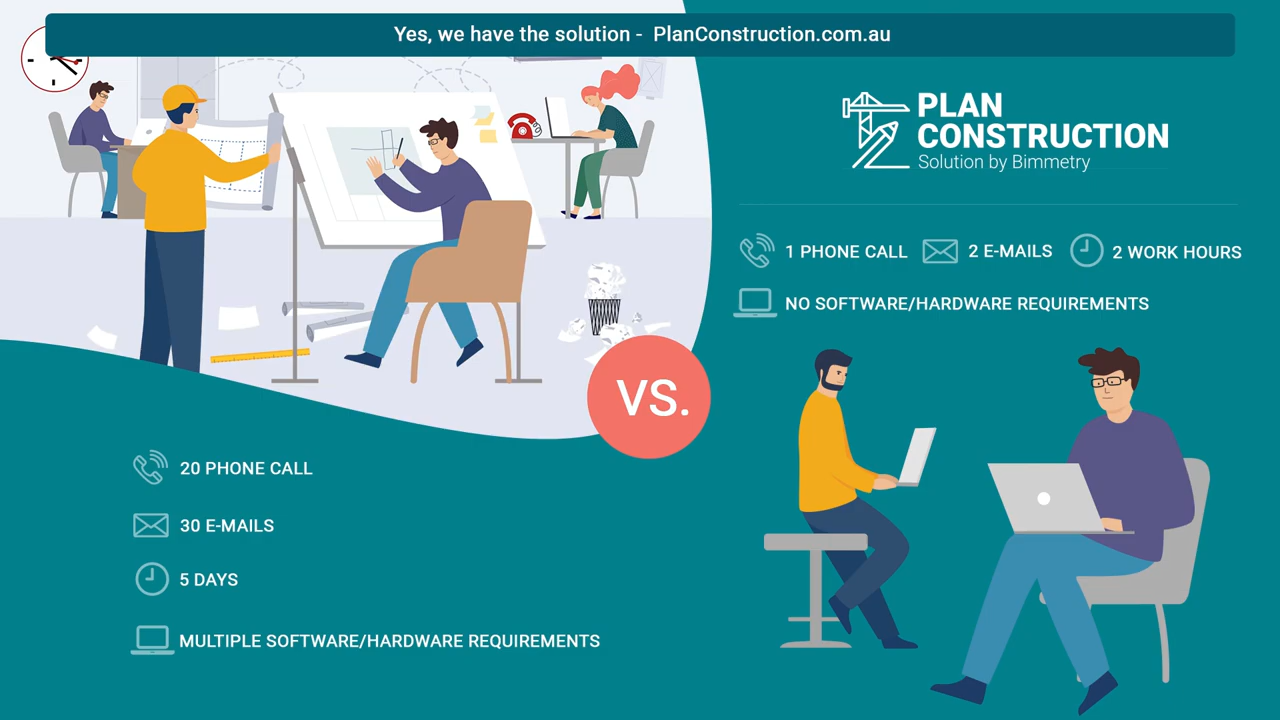 Yes, we have the solution - PlanConstruction.com.au
PLAN
CONSTRUCTION
Solution by Bimmetry
1 PHONE CALL
2 E-MAILS
2 WORK HOURS
NO SOFTWARE/HARDWARE REQUIREMENTS
VS.
20 PHONE CALL
30 E-MAILS
5 DAYS
MULTIPLE SOFTWARE/HARDWARE REQUIREMENTS